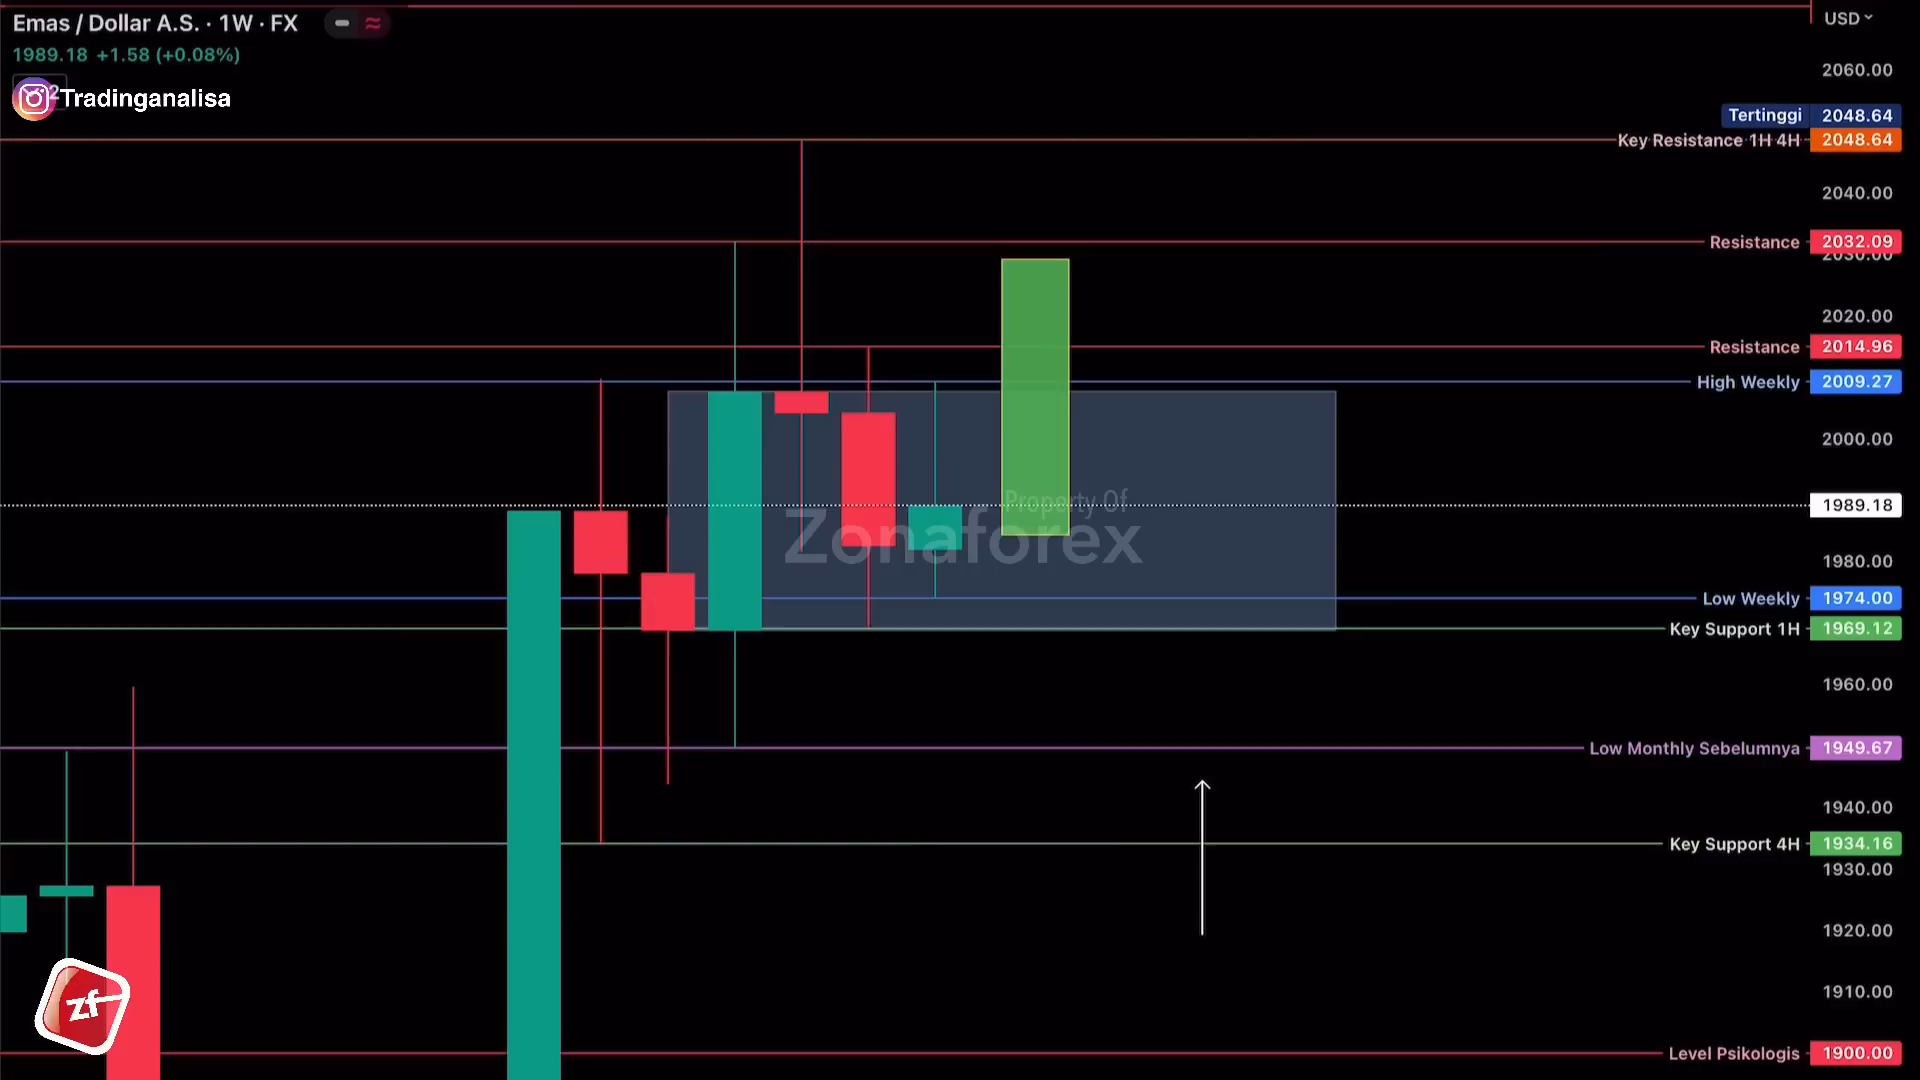 Emas / Dollar A.S. · 1W · FX
1989.18 +1.58 (+0.08%)
Tradinganalisa
USD
2060.00
Tertinggi 2048.64
Key Resistance 1H 4H 2048.64
2040.00
Resistance 2032.09
2030.00
2020.00
Resistance 2014.96
High Weekly 2009.27
2000.00
1989.18
Property Of
Zonaforex
1980.00
Low Weekly 1974.00
Key Support 1H 1969.12
1960.00
Low Monthly Sebelumnya 1949.67
1940.00
Key Support 4H 1934.16
1930.00
1920.00
1910.00
zf
Level Psikologis 1900.00